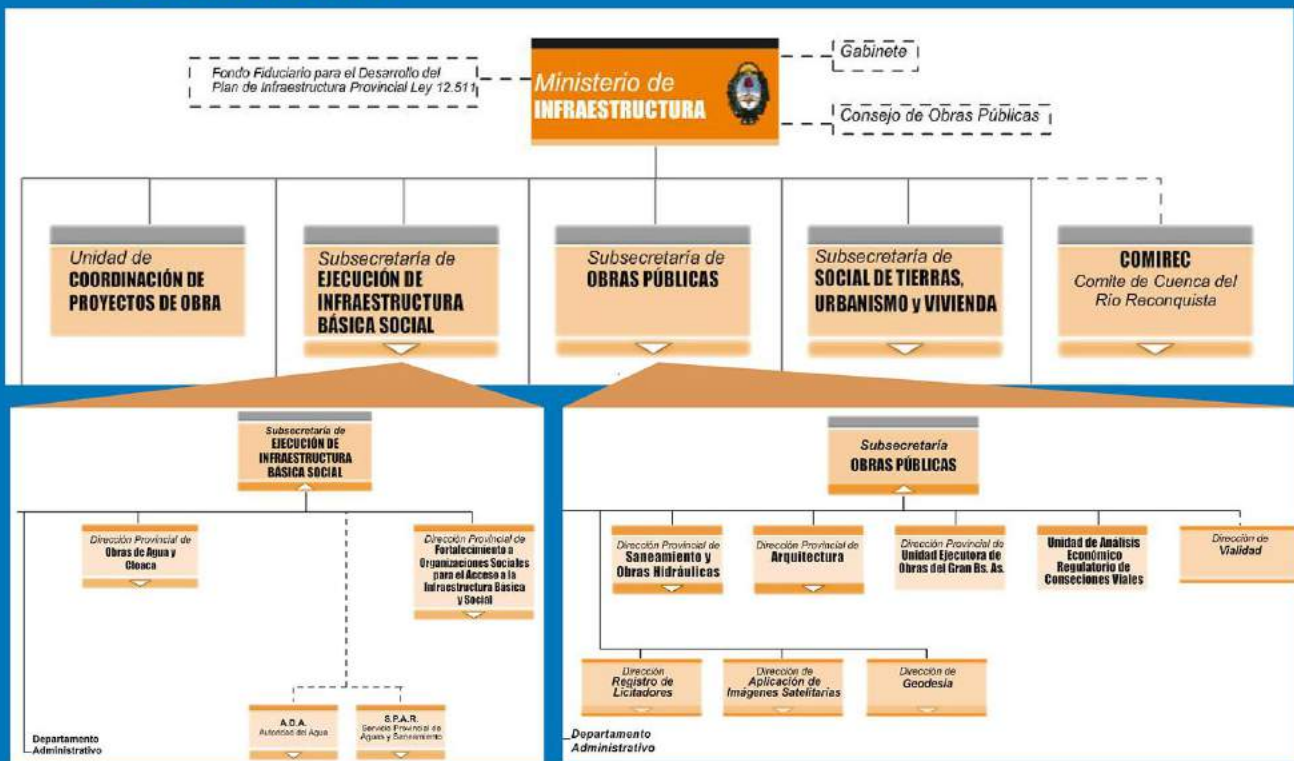 Fondo Fiduciario para el Desarrollo del
Plan de Infraestructura Provincial Ley 12.511
Ministerio de
INFRAESTRUCTURA
Gabinete
Consejo de Obras Públicas
Unidad de
COORDINACIÓN DE
PROYECTOS DE OBRA
Subsecretaría de
EJECUCIÓN DE
INFRAESTRUCTURA
BÁSICA SOCIAL
Subsecretaría de
OBRAS PÚBLICAS
Subsecretaría de
SOCIAL DE TIERRAS,
URBANISMO y VIVIENDA
COMIREC
Comite de Cuenca del
Río Reconquista
Subsecretaría de
EJECUCIÓN DE
INFRAESTRUCTURA
BÁSICA SOCIAL
Dirección Provincial de
Obras de Agua y
Cloaca
Dirección Provincial de
Fortalecimiento a
Organizaciones Sociales
para el Acceso a la
Infraestructura Básica
y Social
A.D.A.
Autoridad del Agua
S.P.A.R.
Servicio Provincial de
Aguas y Saneamiento
Departamento
Administrativo
Subsecretaría
OBRAS PÚBLICAS
Dirección Provincial de
Saneamiento y
Obras Hidráulicas
Dirección Provincial de
Arquitectura
Dirección Provincial de
Unidad Ejecutora de
Obras del Gran Bs. As.
Unidad de Análisis
Económico
Regulatorio de
Conseciones Viales
Dirección de
Vialidad
Dirección
Registro de
Licitadores
Dirección de
Aplicación de
Imágenes Satelitarias
Dirección de
Geodesia
Departamento
Administrativo